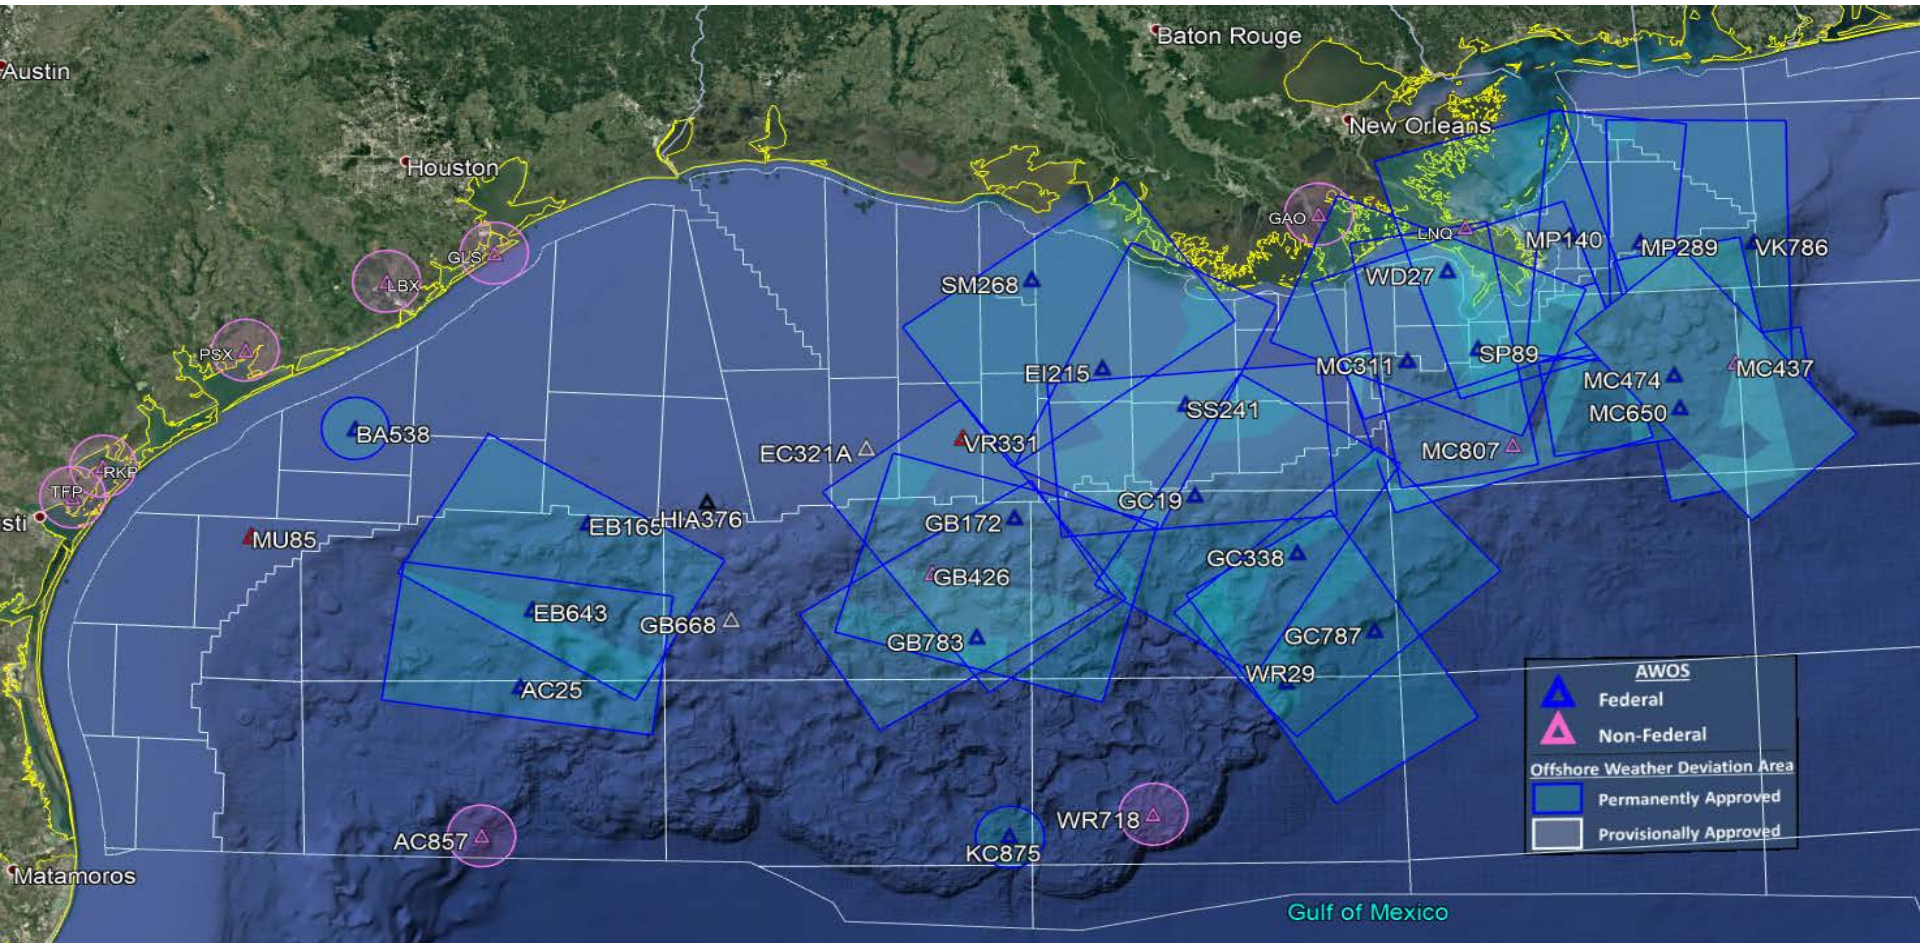 Baton Rouge
Austin
New Orleans
Houston
GAO
LNQ
MP140
MP289
VK786
GLS
LBX
WD27
SM268
PSX
SP89
MC311
MC437
EI215
MC474
SS241
MC650
BA538
VR331
EC321A
MC807
RKP
TFP
GC19
isti
HIA376
EB165
GB172
MU85
GC338
GB426
EB643
GB668
GC787
GB783
WR29
AC25
AWOS
Federal
Non-Federal
Offshore Weather Deviation Area
Permanently Approved
Provisionally Approved
WR718
AC857
KC875
Matamoros
Gulf of Mexico